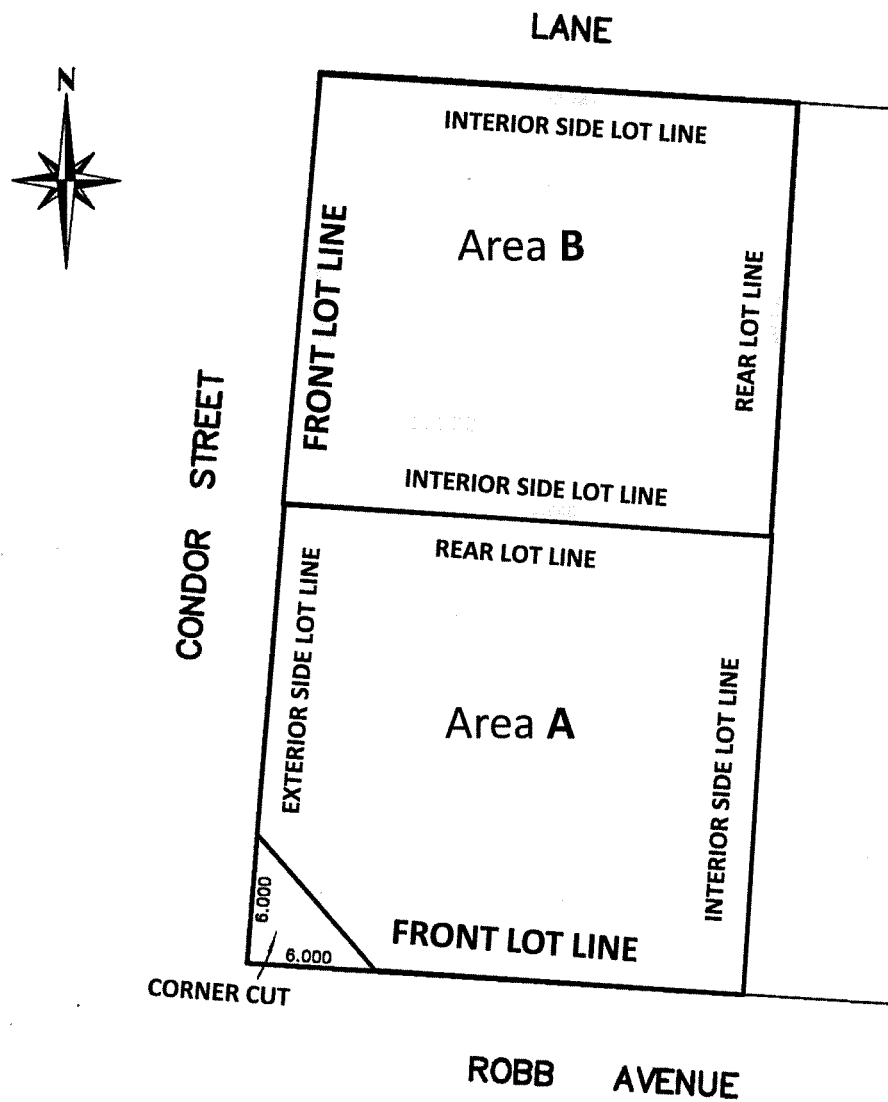 LANE
N
INTERIOR SIDE LOT LINE
Area B
FRONT LOT LINE
REAR LOT LINE
CONDOR STREET
INTERIOR SIDE LOT LINE
REAR LOT LINE
EXTERIOR SIDE LOT LINE
Area A
INTERIOR SIDE LOT LINE
6.000
6.000
FRONT LOT LINE
CORNER CUT
ROBB AVENUE